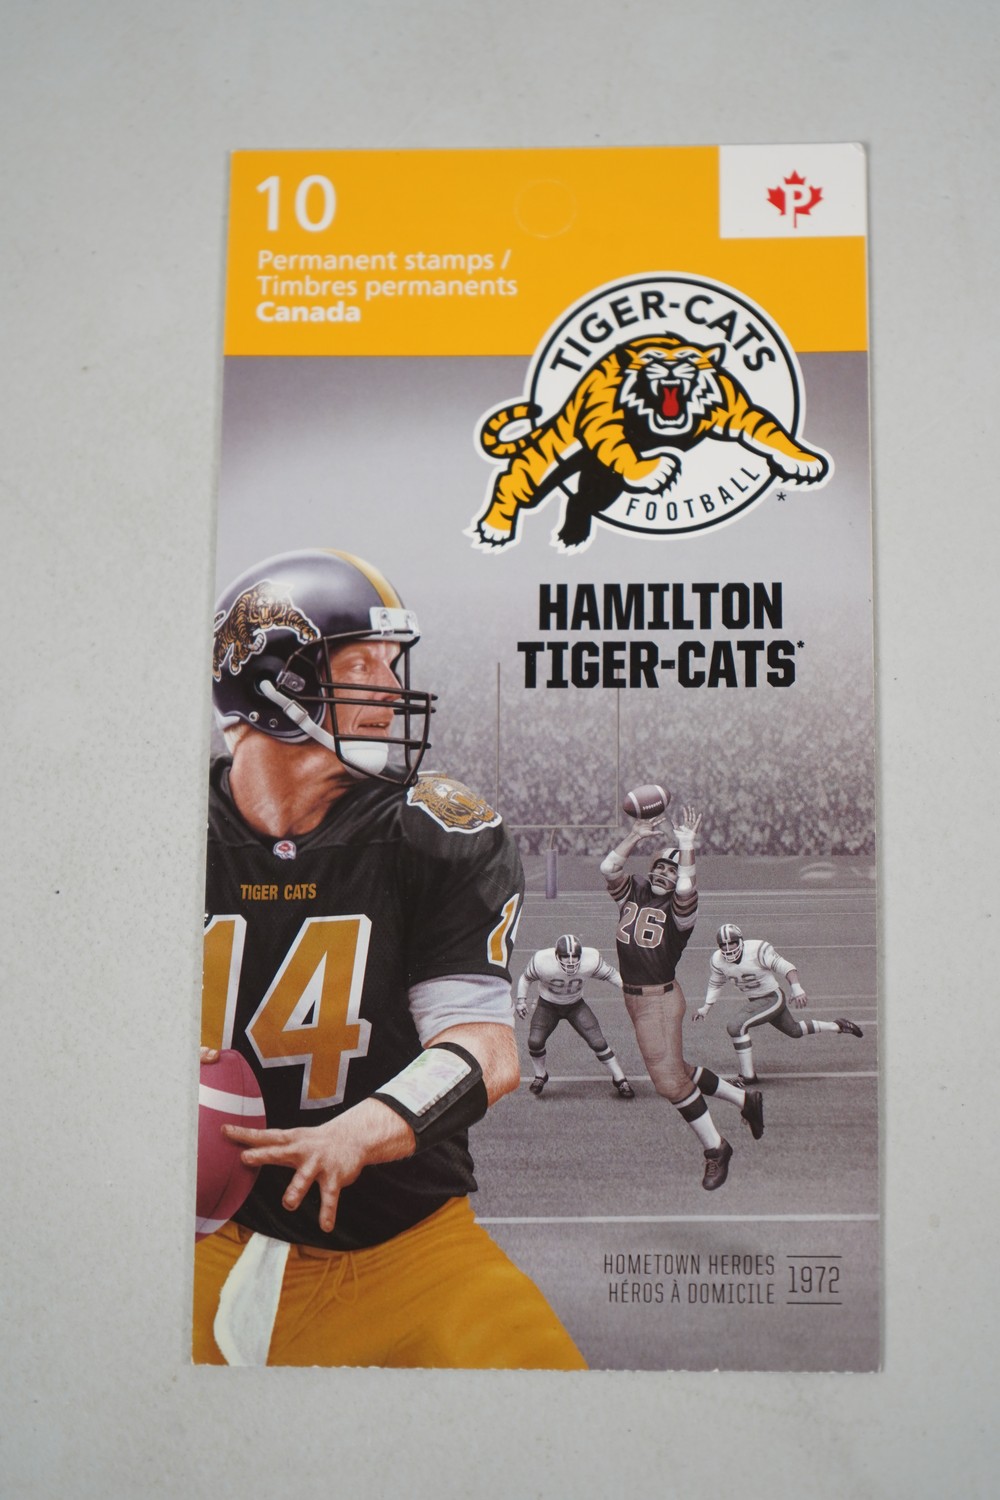 10
Permanent stamps /
Timbres permanents
Canada
P
TIGER-CATS
FOOTBALL
*
HAMILTON
TIGER-CATS*
TIGER CATS
14
1
26
HOMETOWN HEROES
HÉROS À DOMICILE
1972